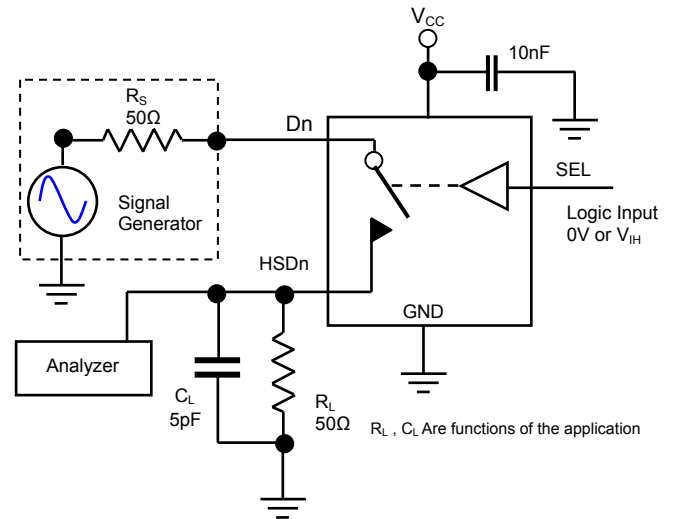 V_CC
10nF
R_S
50Ω
Dn
SEL
Signal
Generator
Logic Input
0V or V_IH
HSDn
GND
Analyzer
C_L
5pF
R_L
50Ω
R_L , C_L Are functions of the application